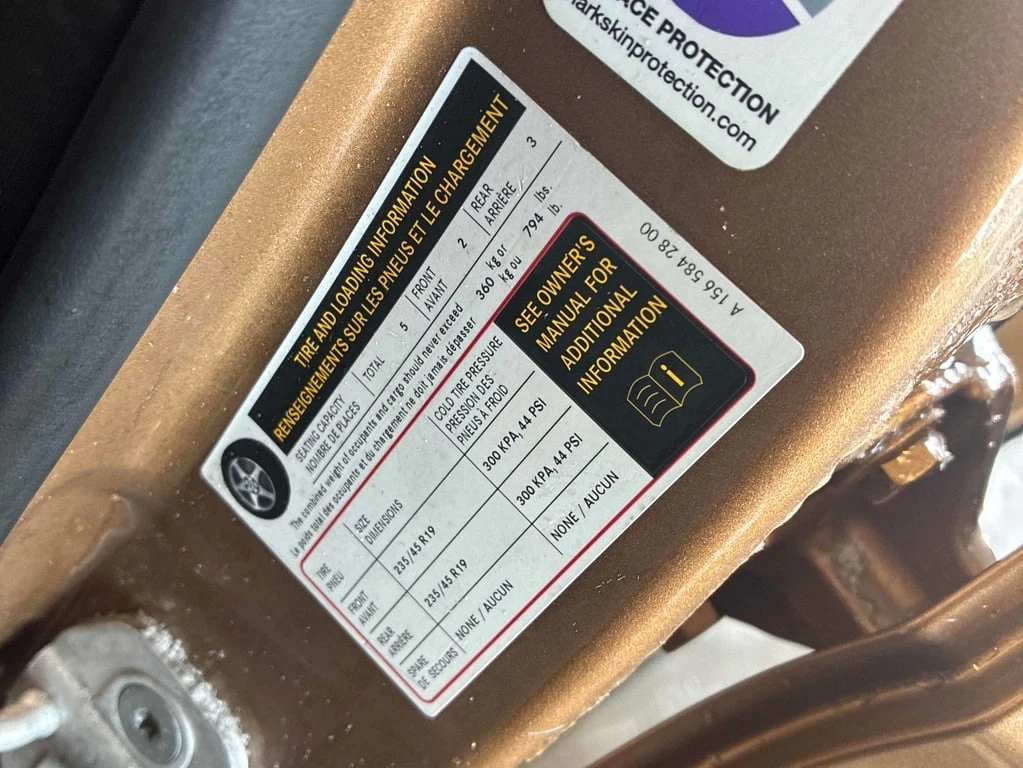 ACE PROTECTION
arkskinprotection.com
TIRE AND LOADING INFORMATION
RENSEIGNEMENTS SUR LES PNEUS ET LE CHARGEMENT
SEATING CAPACITY
NOMBRE DE PLACES
TOTAL 5
FRONT
AVANT
2
REAR
ARRIÈRE
3
The combined weight of occupants and cargo should never exceed 360 kg or 794 lbs.
Le poids total des occupants et du chargement ne doit jamais dépasser kg ou lb.
TIRE
PNEU
SIZE
DIMENSIONS
COLD TIRE PRESSURE
PRESSION DES
PNEUS À FROID
FRONT
AVANT
235/45 R19
300 KPA, 44 PSI
REAR
ARRIÈRE
235/45 R19
300 KPA, 44 PSI
SPARE
DE SECOURS
NONE / AUCUN
NONE / AUCUN
SEE OWNER'S
MANUAL FOR
ADDITIONAL
INFORMATION
i
A 156 584 28 00